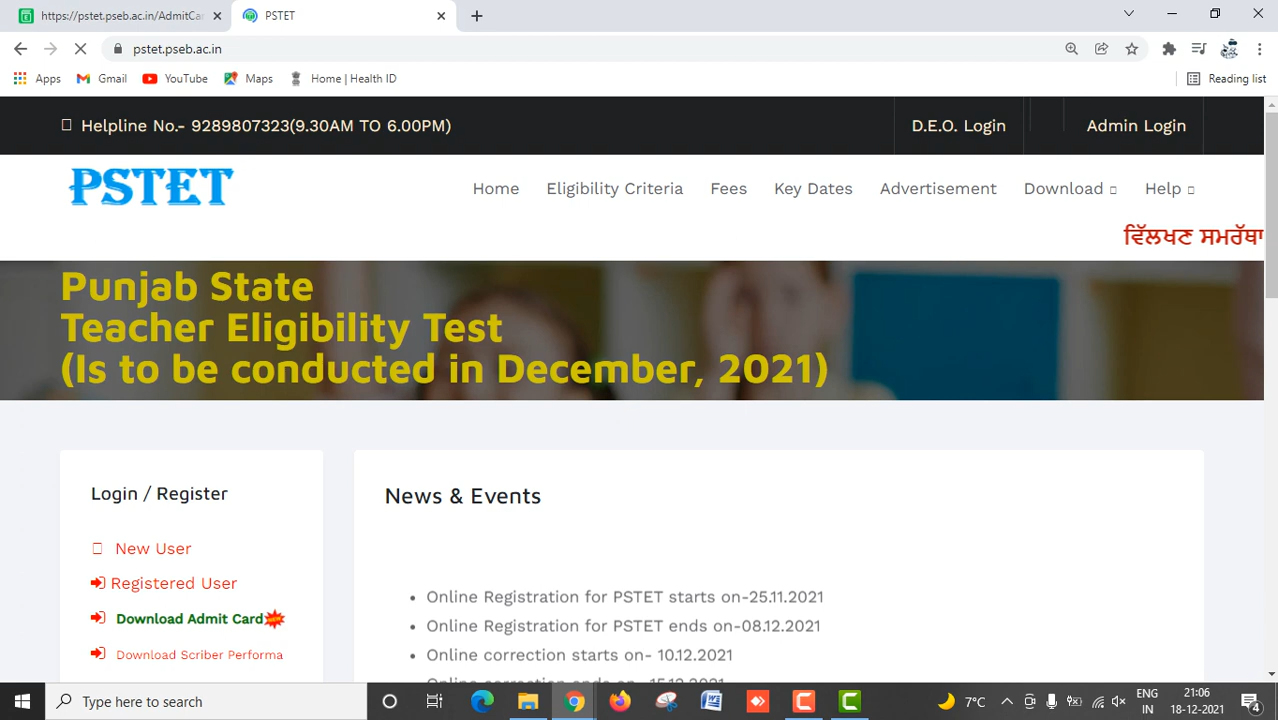 https://pstet.pseb.ac.in/AdmitCar
PSTET
pstet.pseb.ac.in
Apps
Gmail
YouTube
Maps
Home | Health ID
Reading list
Helpline No.- 9289807323(9.30AM TO 6.00PM)
D.E.O. Login
Admin Login
PSTET
Home
Eligibility Criteria
Fees
Key Dates
Advertisement
Download
Help
ਵਿੱਲਖਣ ਸਮਰੱਥਾ
Punjab State
Teacher Eligibility Test
(Is to be conducted in December, 2021)
Login / Register
New User
Registered User
Download Admit Card
Download Scriber Performa
News & Events
• Online Registration for PSTET starts on-25.11.2021
• Online Registration for PSTET ends on-08.12.2021
• Online correction starts on- 10.12.2021
Type here to search
7°C
ENG
IN
21:06
18-12-2021
4